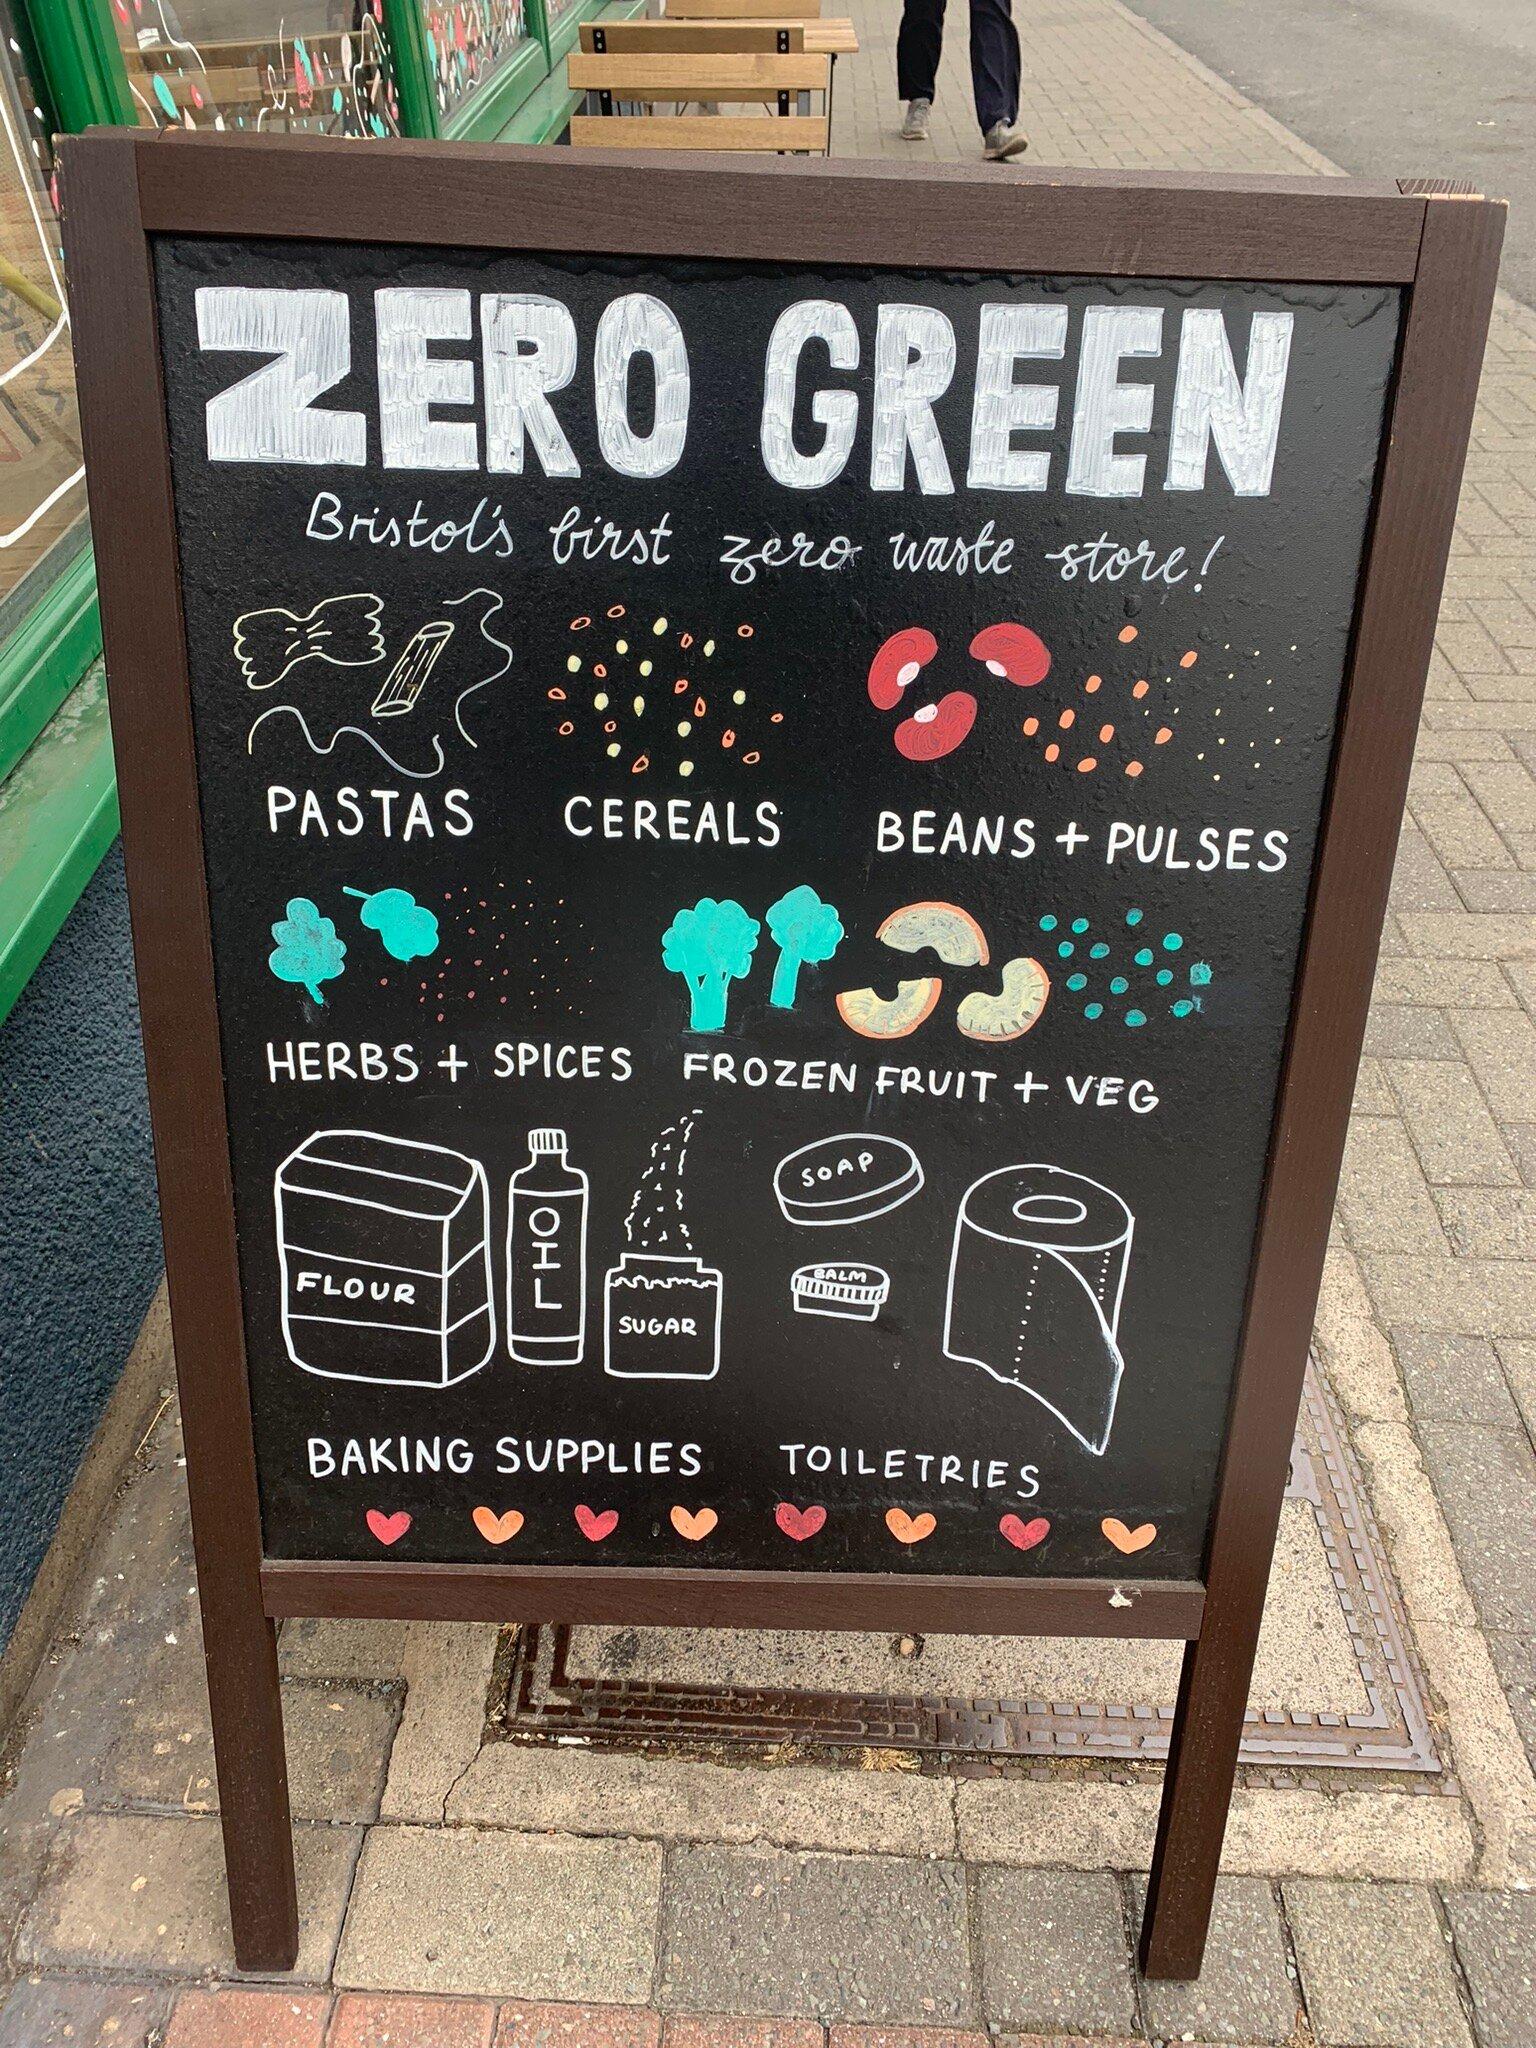 ZERO GREEN
Bristol's first zero waste store!
PASTAS CEREALS BEANS + PULSES
HERBS + SPICES FROZEN FRUIT + VEG
FLOUR
OIL
SUGAR
SOAP
BALM
BAKING SUPPLIES TOILETRIES